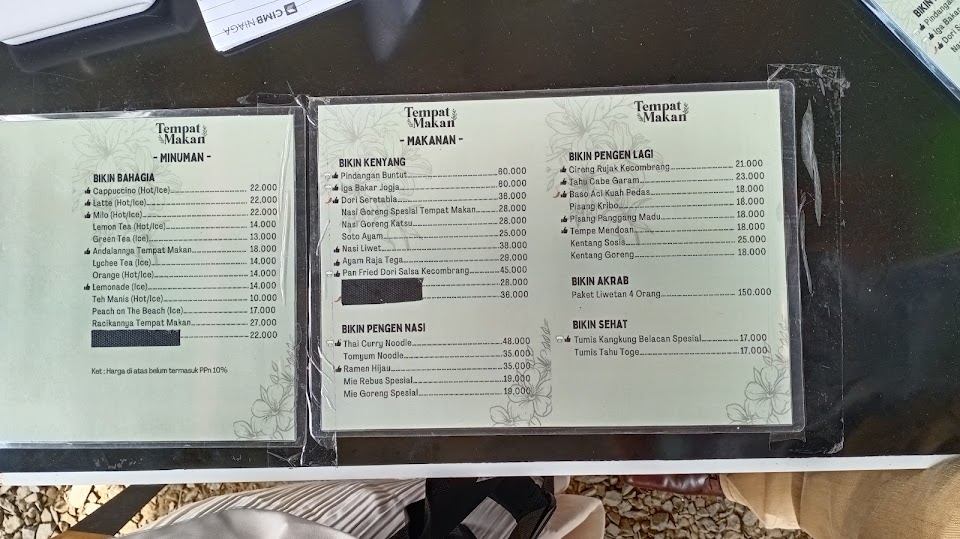 CIMB NIAGA
Tempat
Makan
- MINUMAN -
BIKIN BAHAGIA
Cappucino (Hot/Ice) 22.000
Latte (Hot/Ice) 22.000
Milo (Hot/Ice) 22.000
Lemon Tea (Hot/Ice) 14.000
Green Tea (Ice) 13.000
Andalannya Tempat Makan 18.000
Lychee Tea (Ice) 14.000
Orange (Hot/Ice) 14.000
Lemonade (Ice) 14.000
Teh Manis (Hot/Ice) 10.000
Peach on The Beach (Ice) 17.000
Racikannya Tempat Makan 27.000
22.000
Ket : Harga di atas belum termasuk PPn 10%
Tempat
Makan
- MAKANAN -
BIKIN KENYANG
Pindangan Buntut 60.000
Iga Bakar Jogja 60.000
Dori Seretabla 38.000
Nasi Goreng Spesial Tempat Makan 28.000
Nasi Goreng Katsu 28.000
Soto Ayam 25.000
Nasi Liwet 38.000
Ayam Raja Tega 29.000
Pan Fried Dori Salsa Kecombrang 45.000
28.000
36.000
BIKIN PENGEN NASI
Thai Curry Noodle 48.000
Tomyum Noodle 35.000
Ramen Hijau 35.000
Mie Rebus Spesial 19.000
Mie Goreng Spesial 19.000
Tempat
Makan
BIKIN PENGEN LAGI
Cireng Rujak Kecombrang 21.000
Tahu Cabe Garam 23.000
Baso Aci Kuah Pedas 18.000
Pisang Kribo 18.000
Pisang Panggang Madu 18.000
Tempe Mendoan 18.000
Kentang Sosis 25.000
Kentang Goreng 18.000
BIKIN AKRAB
Paket Liwetan 4 Orang 150.000
BIKIN SEHAT
Tumis Kangkung Belacan Spesial 17.000
Tumis Tahu Toge 17.000
BIKIN
Pindangan
Iga Bakar
Dori Se
Na